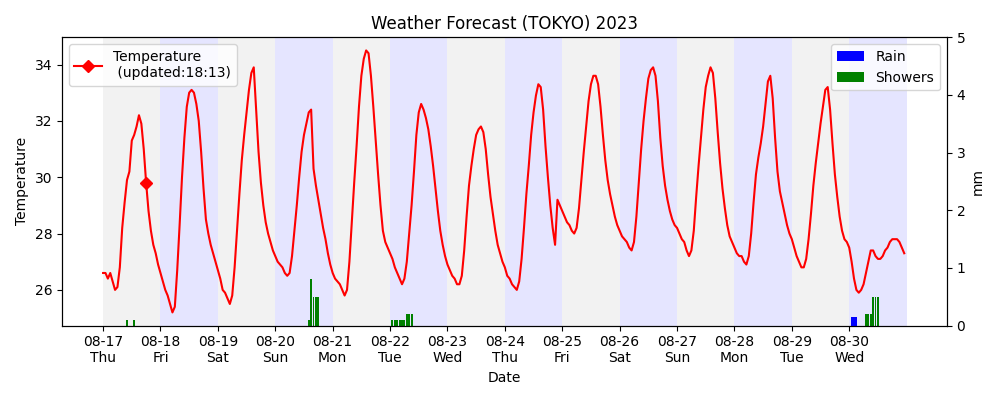 Weather Forecast (TOKYO) 2023
Temperature
(updated:18:13)
Rain
Showers
Temperature
34
32
30
28
26
5
4
3
2
1
0
mm
08-17 08-18 08-19 08-20 08-21 08-22 08-23 08-24 08-25 08-26 08-27 08-28 08-29 08-30
Thu Fri Sat Sun Mon Tue Wed Thu Fri Sat Sun Mon Tue Wed
Date